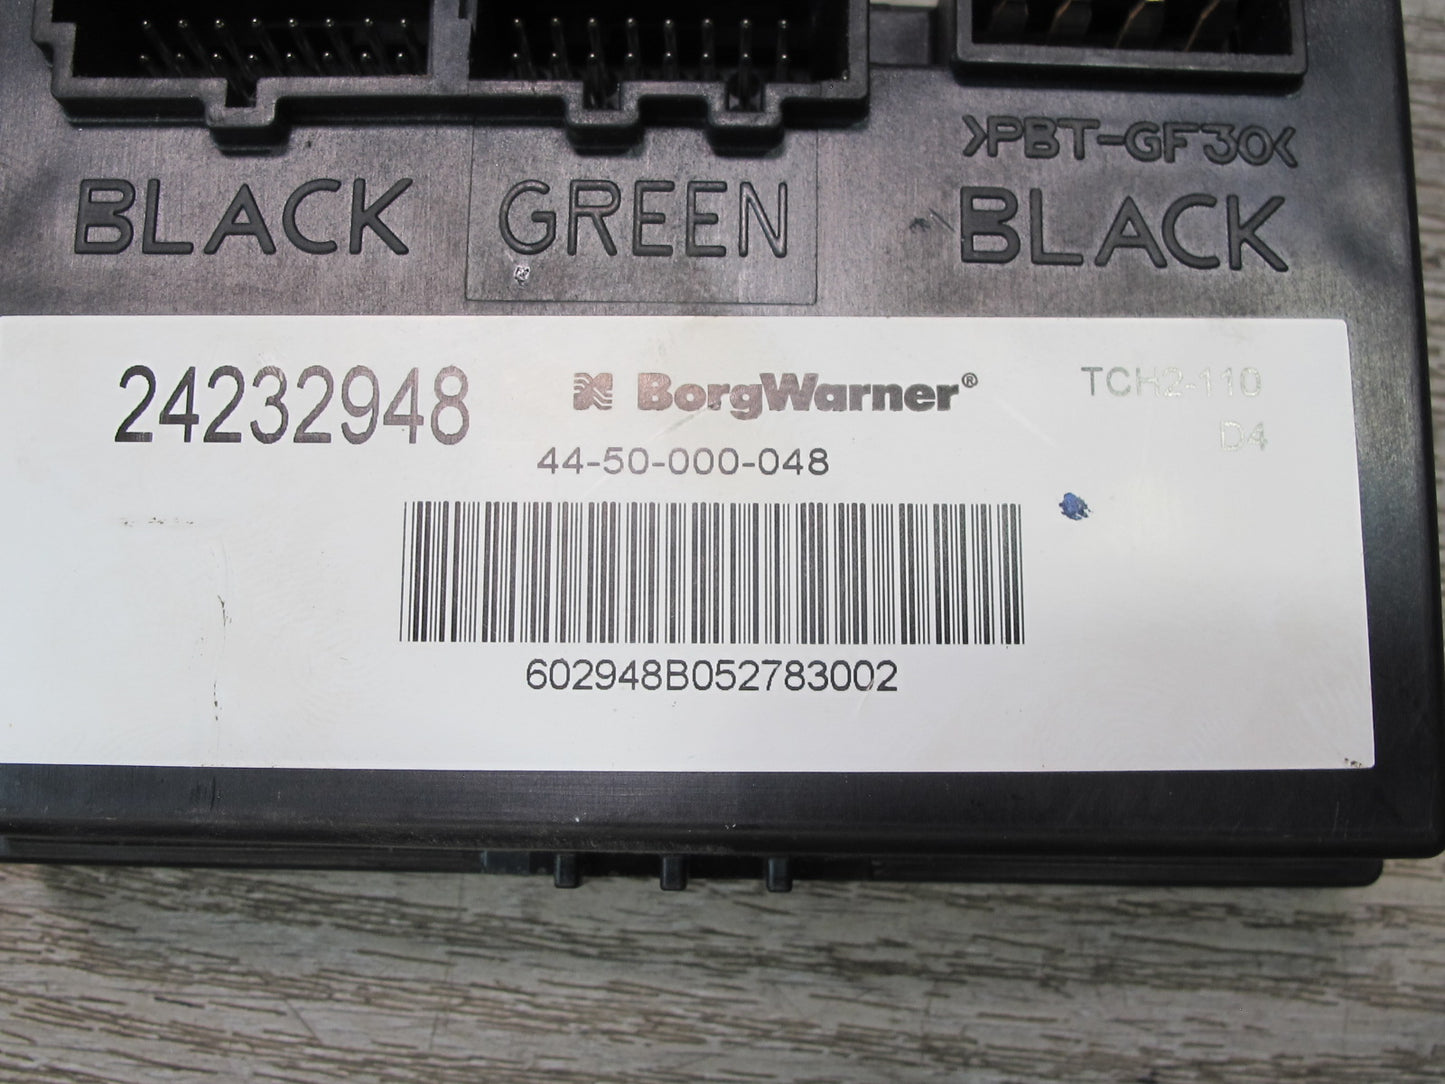 >PBT-GF30<
BLACK GREEN BLACK
24232948
BorgWarner®
TCH2-110
D4
44-50-000-048
602948B052783002